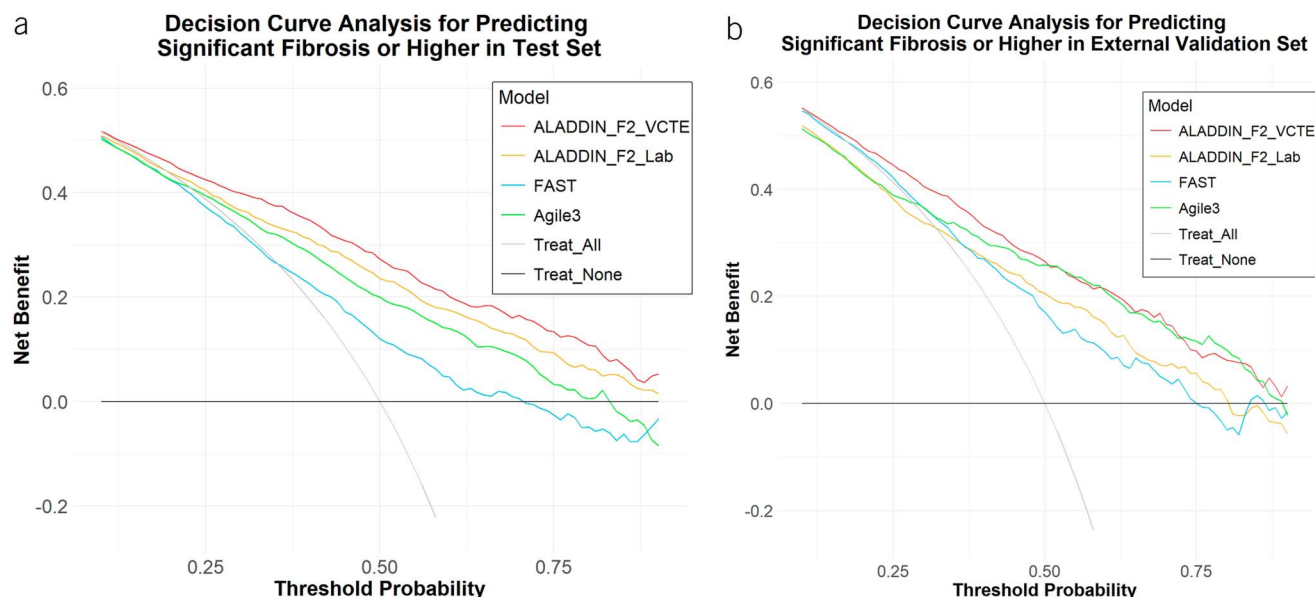 a
Decision Curve Analysis for Predicting
Significant Fibrosis or Higher in Test Set
0.6
0.4
0.2
0.0
-0.2
Net Benefit
Model
ALADDIN_F2_VCTE
ALADDIN_F2_Lab
FAST
Agile3
Treat_All
Treat_None
0.25
0.50
0.75
Threshold Probability
b
Decision Curve Analysis for Predicting
Significant Fibrosis or Higher in External Validation Set
0.6
0.4
0.2
0.0
-0.2
Net Benefit
Model
ALADDIN_F2_VCTE
ALADDIN_F2_Lab
FAST
Agile3
Treat_All
Treat_None
0.25
0.50
0.75
Threshold Probability